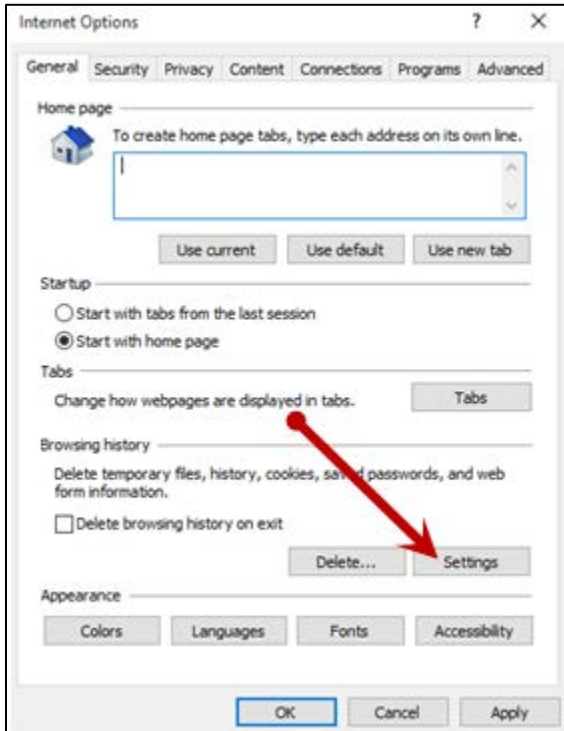 Internet Options
General Security Privacy Content Connections Programs Advanced
Home page
To create home page tabs, type each address on its own line.
Use current Use default Use new tab
Startup
Start with tabs from the last session
Start with home page
Tabs
Change how webpages are displayed in tabs. Tabs
Browsing history
Delete temporary files, history, cookies, saved passwords, and web
form information.
Delete browsing history on exit
Delete... Settings
Appearance
Colors Languages Fonts Accessibility
OK Cancel Apply